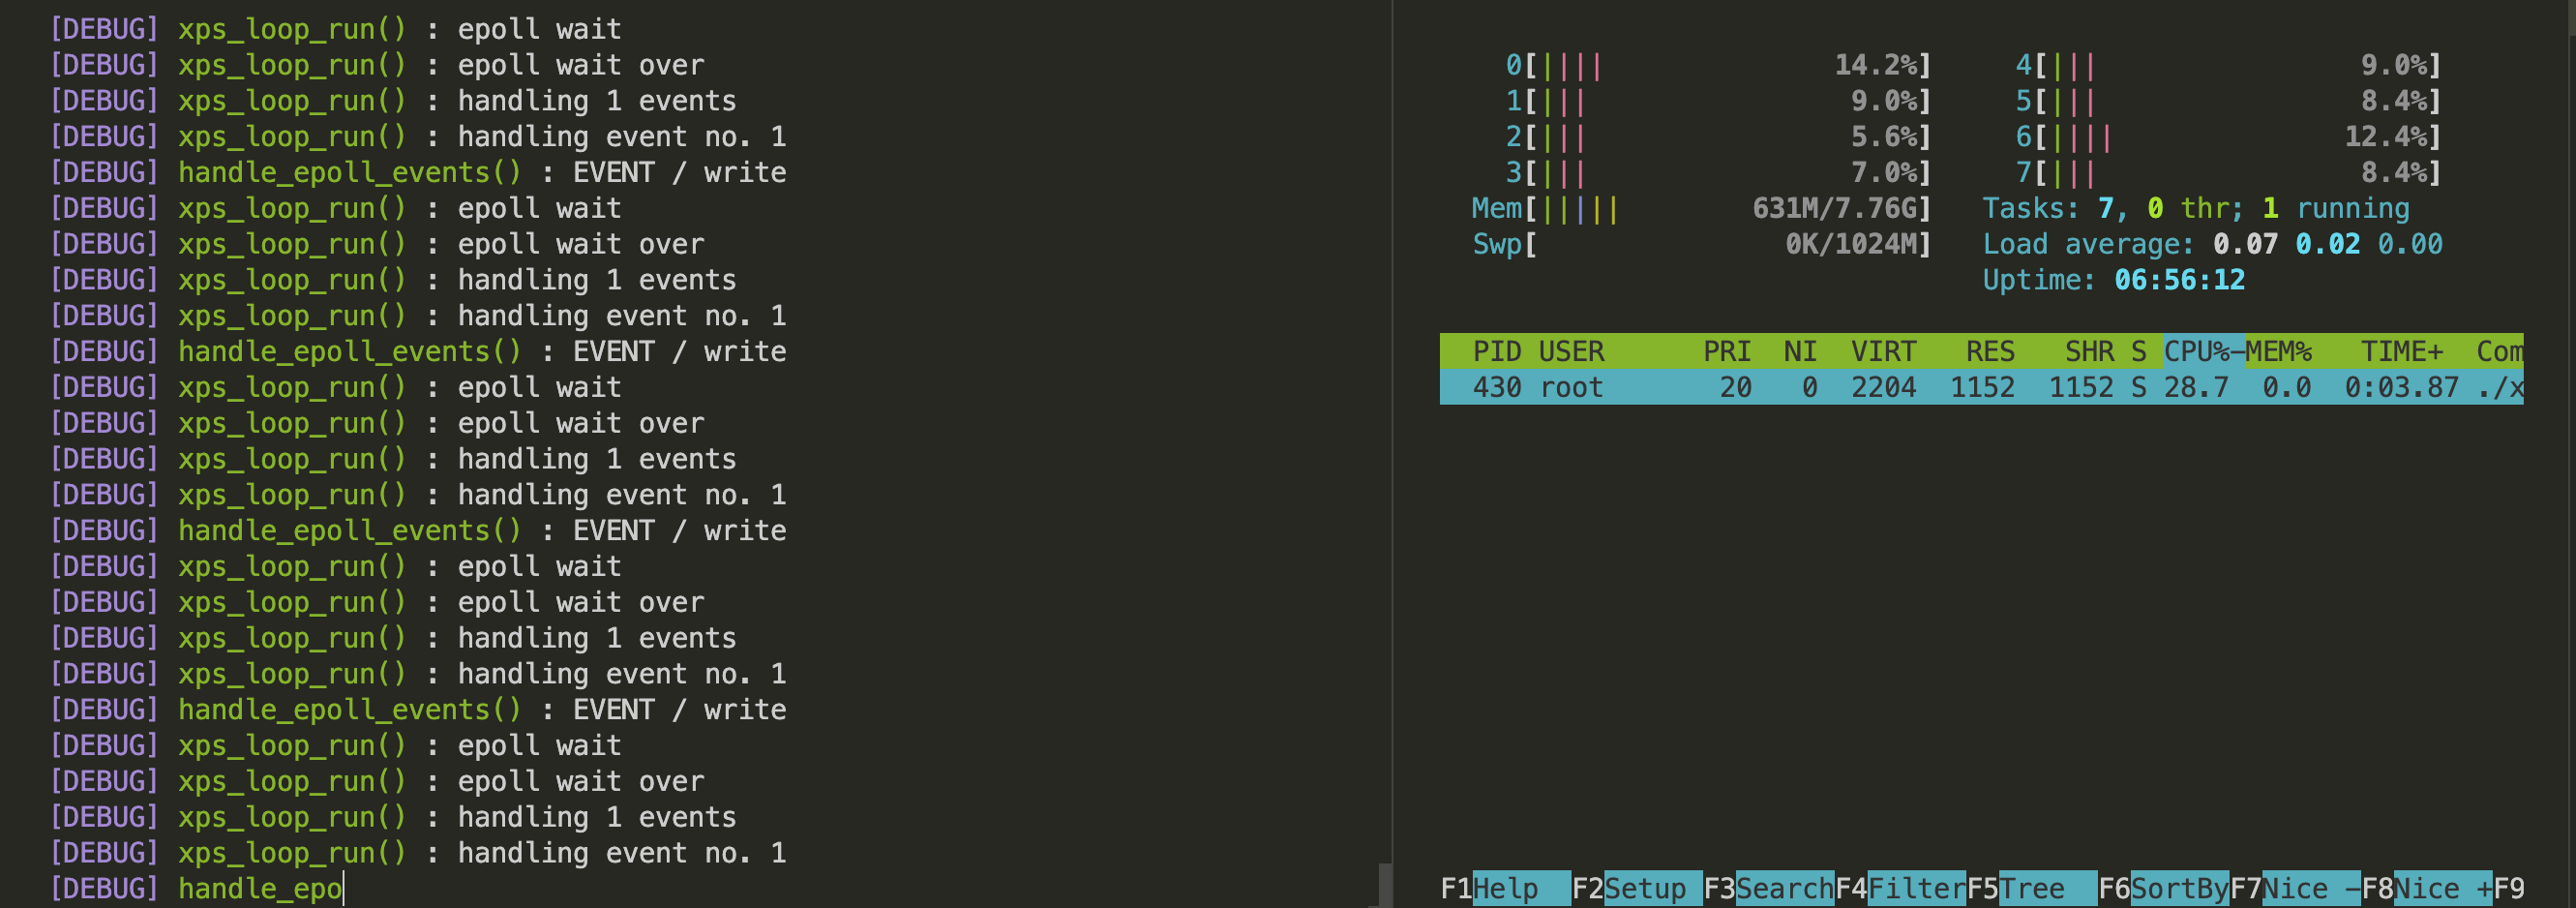 [DEBUG] xps_loop_run() : epoll wait
[DEBUG] xps_loop_run() : epoll wait over
[DEBUG] xps_loop_run() : handling 1 events
[DEBUG] xps_loop_run() : handling event no. 1
[DEBUG] handle_epoll_events() : EVENT / write
[DEBUG] xps_loop_run() : epoll wait
[DEBUG] xps_loop_run() : epoll wait over
[DEBUG] xps_loop_run() : handling 1 events
[DEBUG] xps_loop_run() : handling event no. 1
[DEBUG] handle_epoll_events() : EVENT / write
[DEBUG] xps_loop_run() : epoll wait
[DEBUG] xps_loop_run() : epoll wait over
[DEBUG] xps_loop_run() : handling 1 events
[DEBUG] xps_loop_run() : handling event no. 1
[DEBUG] handle_epoll_events() : EVENT / write
[DEBUG] xps_loop_run() : epoll wait
[DEBUG] xps_loop_run() : epoll wait over
[DEBUG] xps_loop_run() : handling 1 events
[DEBUG] xps_loop_run() : handling event no. 1
[DEBUG] handle_epoll_events() : EVENT / write
[DEBUG] xps_loop_run() : epoll wait
[DEBUG] xps_loop_run() : epoll wait over
[DEBUG] xps_loop_run() : handling 1 events
[DEBUG] xps_loop_run() : handling event no. 1
[DEBUG] handle_epo
0[|||| 14.2%] 4[||| 9.0%]
1[||| 9.0%] 5[||| 8.4%]
2[||| 5.6%] 6[|||| 12.4%]
3[||| 7.0%] 7[||| 8.4%]
Mem[||||| 631M/7.76G] Tasks: 7, 0 thr; 1 running
Swp[ 0K/1024M] Load average: 0.07 0.02 0.00
Uptime: 06:56:12
PID USER PRI NI VIRT RES SHR S CPU%−MEM% TIME+ Com
430 root 20 0 2204 1152 1152 S 28.7 0.0 0:03.87 ./x
F1Help F2Setup F3SearchF4FilterF5Tree F6SortByF7Nice −F8Nice +F9